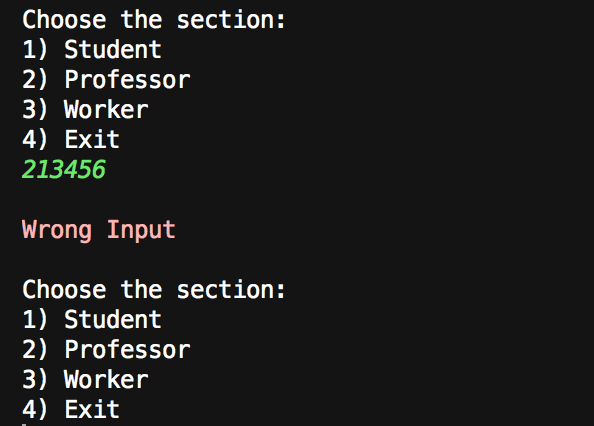 Choose the section:
1) Student
2) Professor
3) Worker
4) Exit
213456
Wrong Input
Choose the section:
1) Student
2) Professor
3) Worker
4) Exit